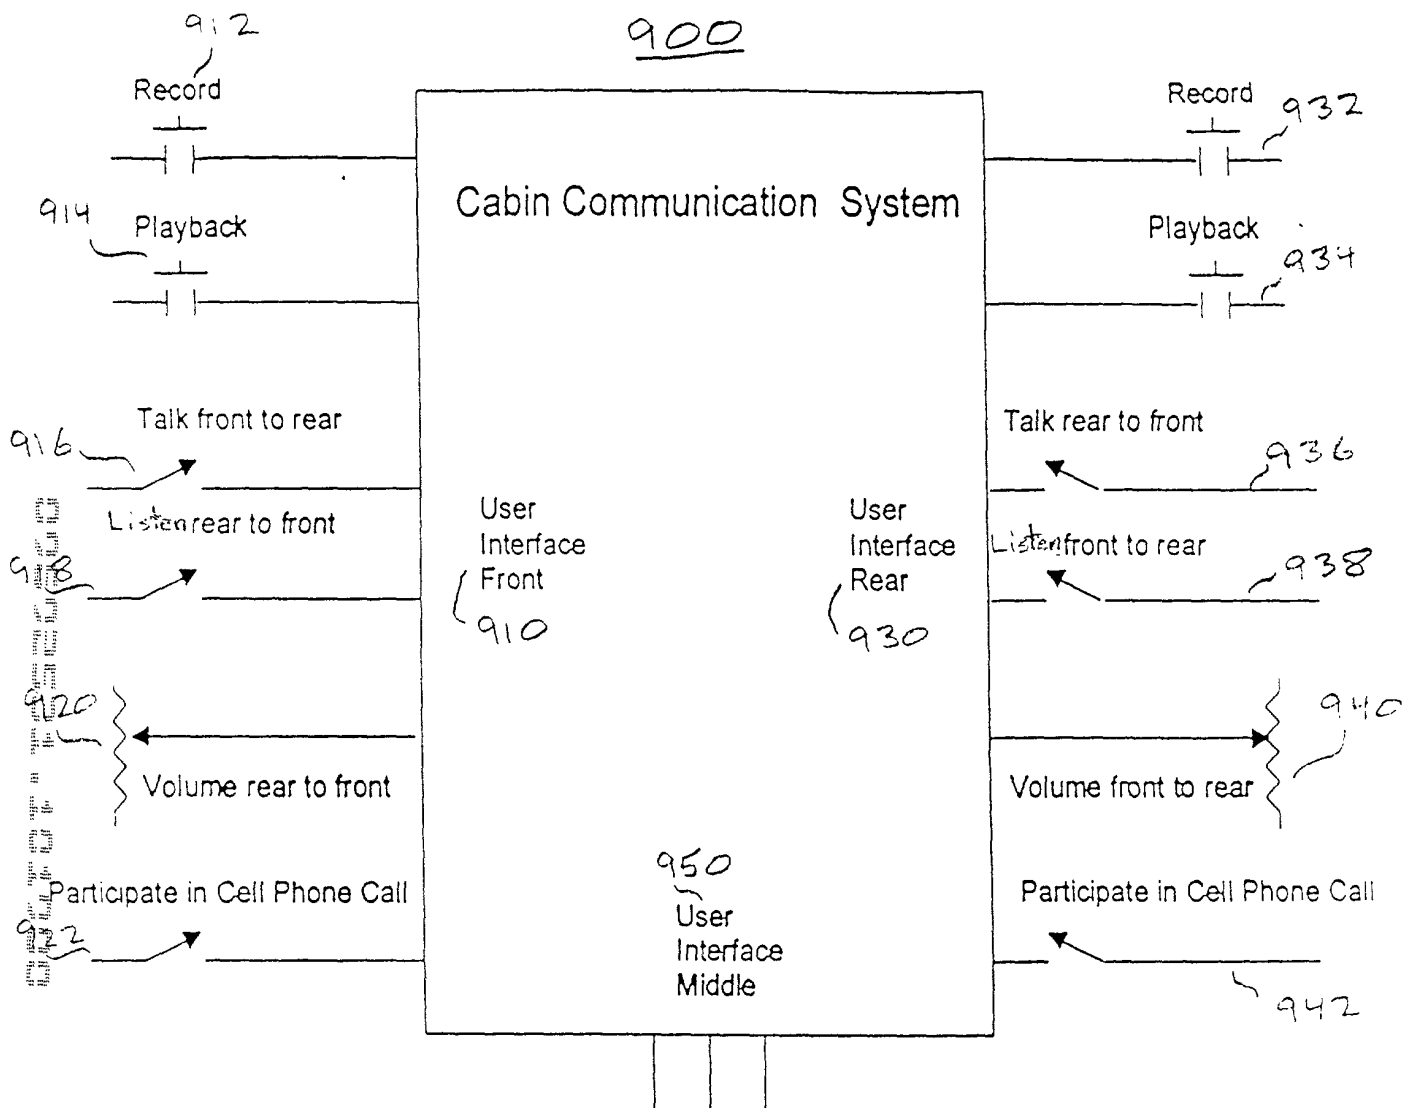 900
912
Record
914
Playback
916
Talk front to rear
918
Listen rear to front
920
Volume rear to front
922
Participate in Cell Phone Call
Cabin Communication System
User
Interface
Front
910
User
Interface
Rear
930
950
User
Interface
Middle
Record
932
Playback
934
Talk rear to front
936
Listen front to rear
938
Volume front to rear
940
Participate in Cell Phone Call
942